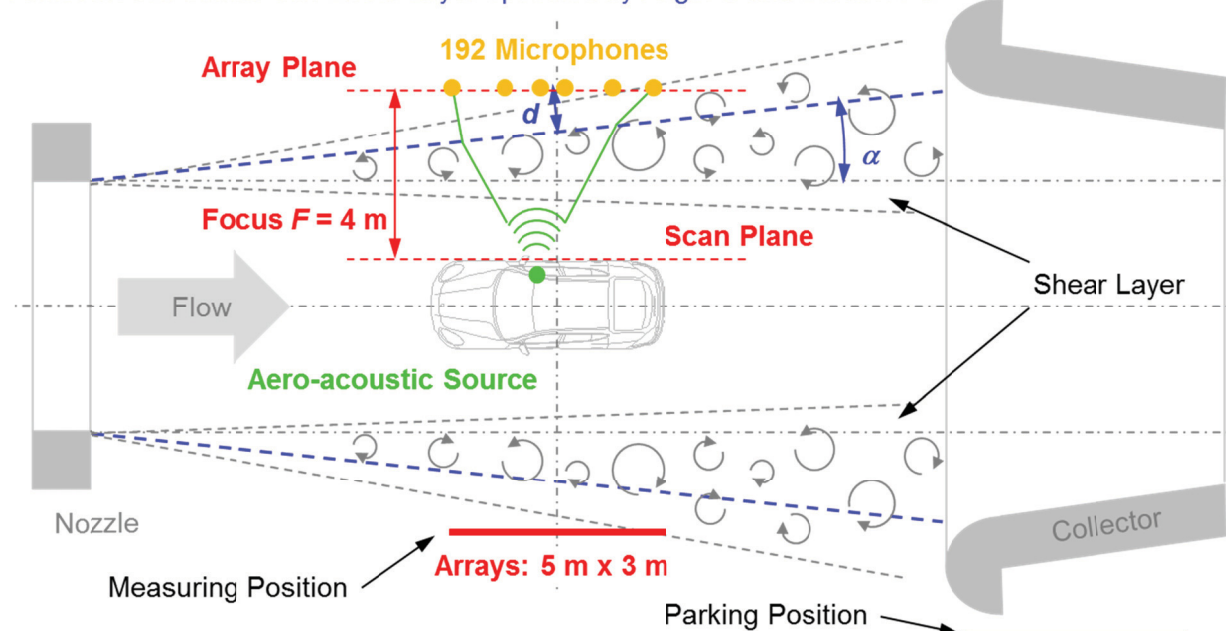 192 Microphones
Array Plane
d
α
Focus F = 4 m
Scan Plane
Shear Layer
Flow
Aero-acoustic Source
Nozzle
Collector
Measuring Position
Arrays: 5 m x 3 m
Parking Position